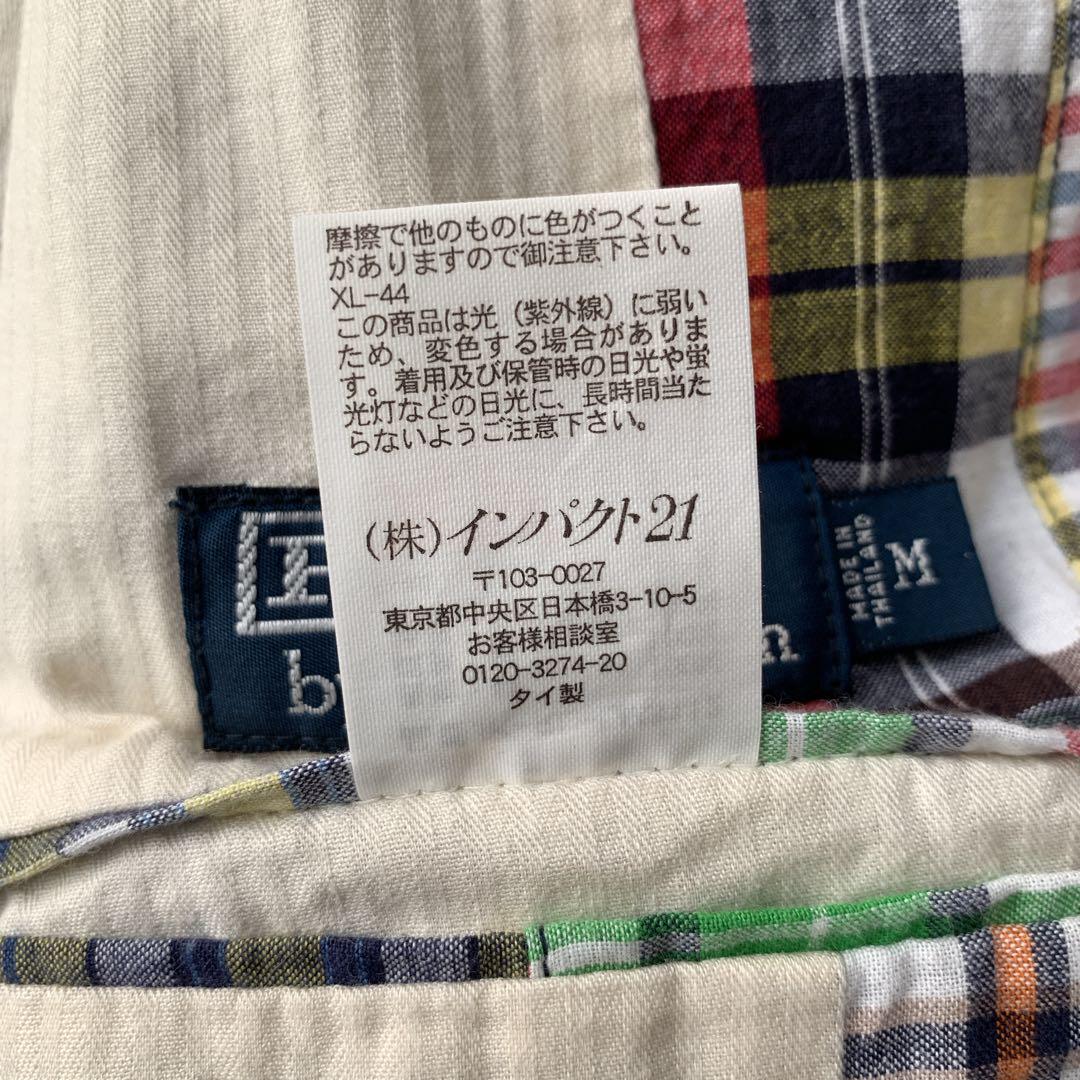 摩擦で他のものに色がつくこと
がありますので御注意下さい。
XL-44
この商品は光（紫外線）に弱い
ため、変色する場合がありま
す。着用及び保管時の日光や蛍
光灯などの日光に、長時間当た
らないようご注意下さい。
(株)インパクト21
〒103-0027
東京都中央区日本橋3-10-5
お客様相談室
0120-3274-20
タイ製
MADE IN
THAILAND
M